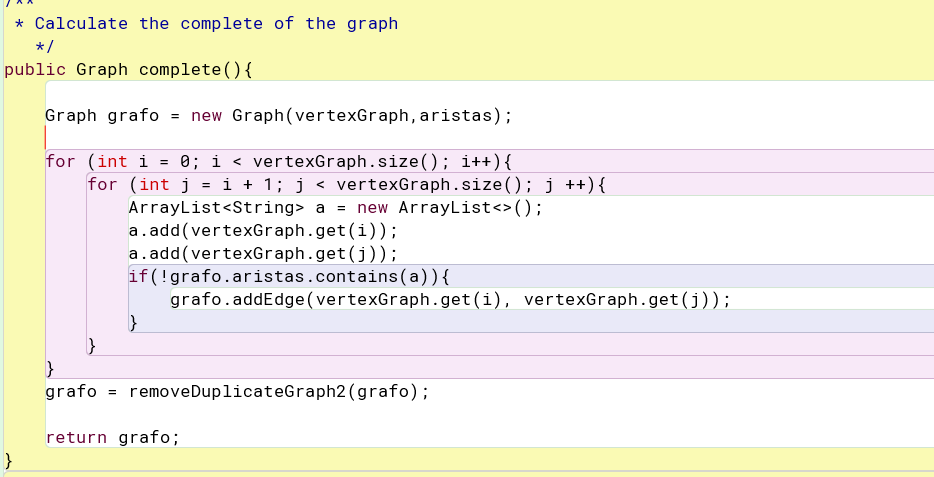 /**
* Calculate the complete of the graph
*/
public Graph complete(){
Graph grafo = new Graph(vertexGraph,aristas);
for (int i = 0; i < vertexGraph.size(); i++){
for (int j = i + 1; j < vertexGraph.size(); j ++){
ArrayList<String> a = new ArrayList<>();
a.add(vertexGraph.get(i));
a.add(vertexGraph.get(j));
if(!grafo.aristas.contains(a)){
grafo.addEdge(vertexGraph.get(i), vertexGraph.get(j));
}
}
}
grafo = removeDuplicateGraph2(grafo);
return grafo;
}